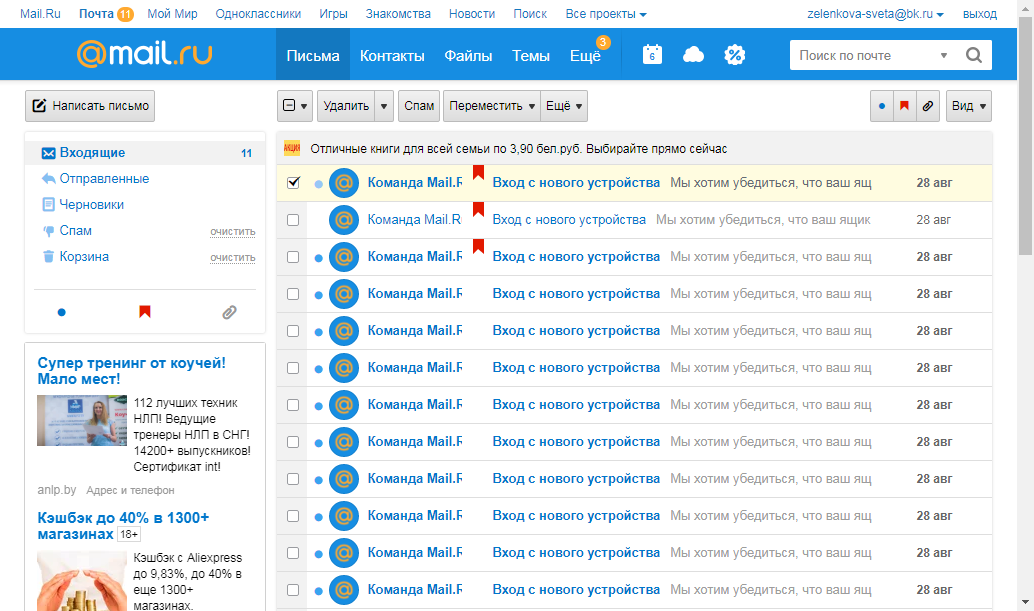 Mail.Ru Почта 11 Мой Мир Одноклассники Игры Знакомства Новости Поиск Все проекты zelenkova-sveta@bk.ru выход
@mail.ru Письма Контакты Файлы Темы Ещё 3 6 % Поиск по почте
Написать письмо Удалить Спам Переместить Ещё Вид
Входящие 11
Отправленные
Черновики
Спам очистить
Корзина очистить
Супер тренинг от коучей!
Мало мест!
112 лучших техник
НЛП! Ведущие
тренеры НЛП в СНГ!
14200+ выпускников!
Сертификат int!
anlp.by Адрес и телефон
Кэшбэк до 40% в 1300+
магазинах 18+
Кэшбэк с Aliexpress
до 9,83%, до 40% в
еще 1300+
магазинах.
АКЦИЯ Отличные книги для всей семьи по 3,90 бел.руб. Выбирайте прямо сейчас
Команда Mail.R Вход с нового устройства Мы хотим убедиться, что ваш ящ 28 авг
Команда Mail.R Вход с нового устройства Мы хотим убедиться, что ваш ящик 28 авг
Команда Mail.R Вход с нового устройства Мы хотим убедиться, что ваш ящ 28 авг
Команда Mail.R Вход с нового устройства Мы хотим убедиться, что ваш ящ 28 авг
Команда Mail.R Вход с нового устройства Мы хотим убедиться, что ваш ящ 28 авг
Команда Mail.R Вход с нового устройства Мы хотим убедиться, что ваш ящ 28 авг
Команда Mail.R Вход с нового устройства Мы хотим убедиться, что ваш ящ 28 авг
Команда Mail.R Вход с нового устройства Мы хотим убедиться, что ваш ящ 28 авг
Команда Mail.R Вход с нового устройства Мы хотим убедиться, что ваш ящ 28 авг
Команда Mail.R Вход с нового устройства Мы хотим убедиться, что ваш ящ 28 авг
Команда Mail.R Вход с нового устройства Мы хотим убедиться, что ваш ящ 28 авг
Команда Mail.R Вход с нового устройства Мы хотим убедиться, что ваш ящ 28 авг